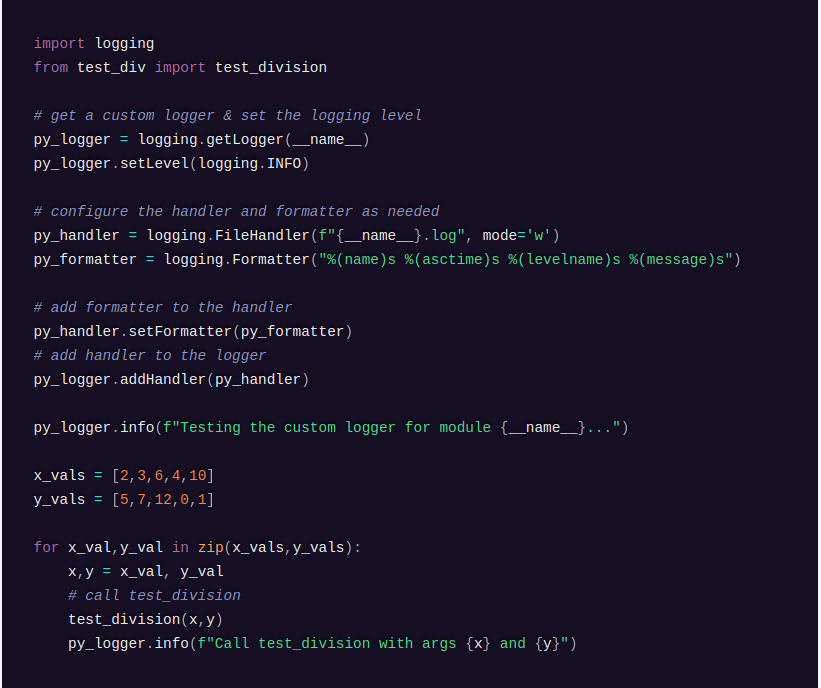 import logging
from test_div import test_division

# get a custom logger & set the logging level
py_logger = logging.getLogger(__name__)
py_logger.setLevel(logging.INFO)

# configure the handler and formatter as needed
py_handler = logging.FileHandler(f"{__name__}.log", mode='w')
py_formatter = logging.Formatter("%(name)s %(asctime)s %(levelname)s %(message)s")

# add formatter to the handler
py_handler.setFormatter(py_formatter)
# add handler to the logger
py_logger.addHandler(py_handler)

py_logger.info(f"Testing the custom logger for module {__name__}...")

x_vals = [2,3,6,4,10]
y_vals = [5,7,12,0,1]

for x_val,y_val in zip(x_vals,y_vals):
    x,y = x_val, y_val
    # call test_division
    test_division(x,y)
    py_logger.info(f"Call test_division with args {x} and {y}")